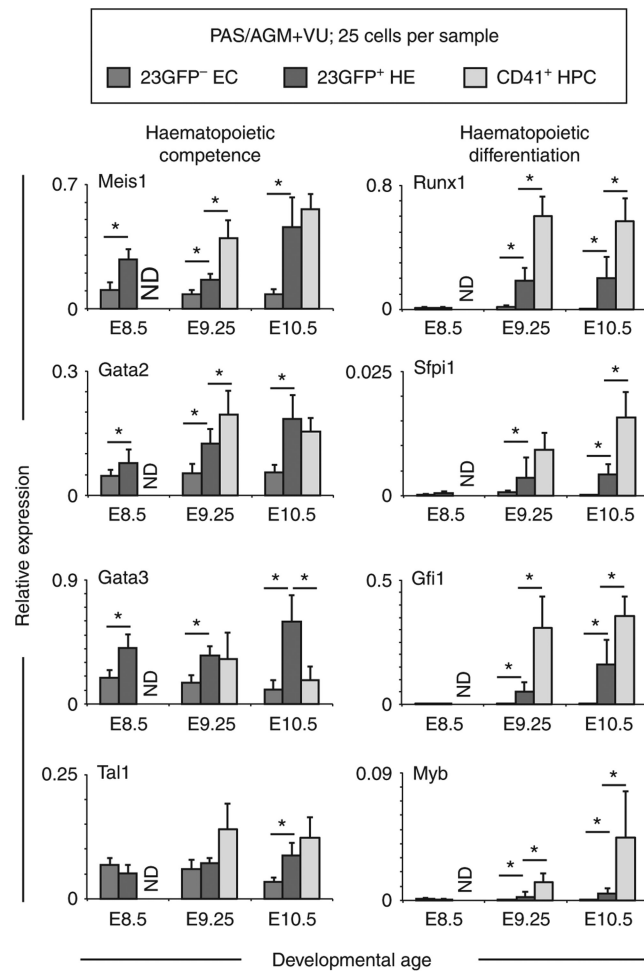 PAS/AGM+VU; 25 cells per sample
23GFP⁻ EC 23GFP⁺ HE CD41⁺ HPC
Haematopoietic
competence
Haematopoietic
differentiation
Relative expression
Meis1
0.7
* * * *
ND
0
E8.5 E9.25 E10.5
Runx1
0.8
* * * *
ND
0
E8.5 E9.25 E10.5
Gata2
0.3
* * * *
ND
0
E8.5 E9.25 E10.5
Sfpi1
0.025
* * *
ND
0
E8.5 E9.25 E10.5
Gata3
0.9
* * * *
ND
0
E8.5 E9.25 E10.5
Gfi1
0.5
* * * *
ND
0
E8.5 E9.25 E10.5
Tal1
0.25
*
ND
0
E8.5 E9.25 E10.5
Myb
0.09
* * * *
ND
0
E8.5 E9.25 E10.5
Developmental age